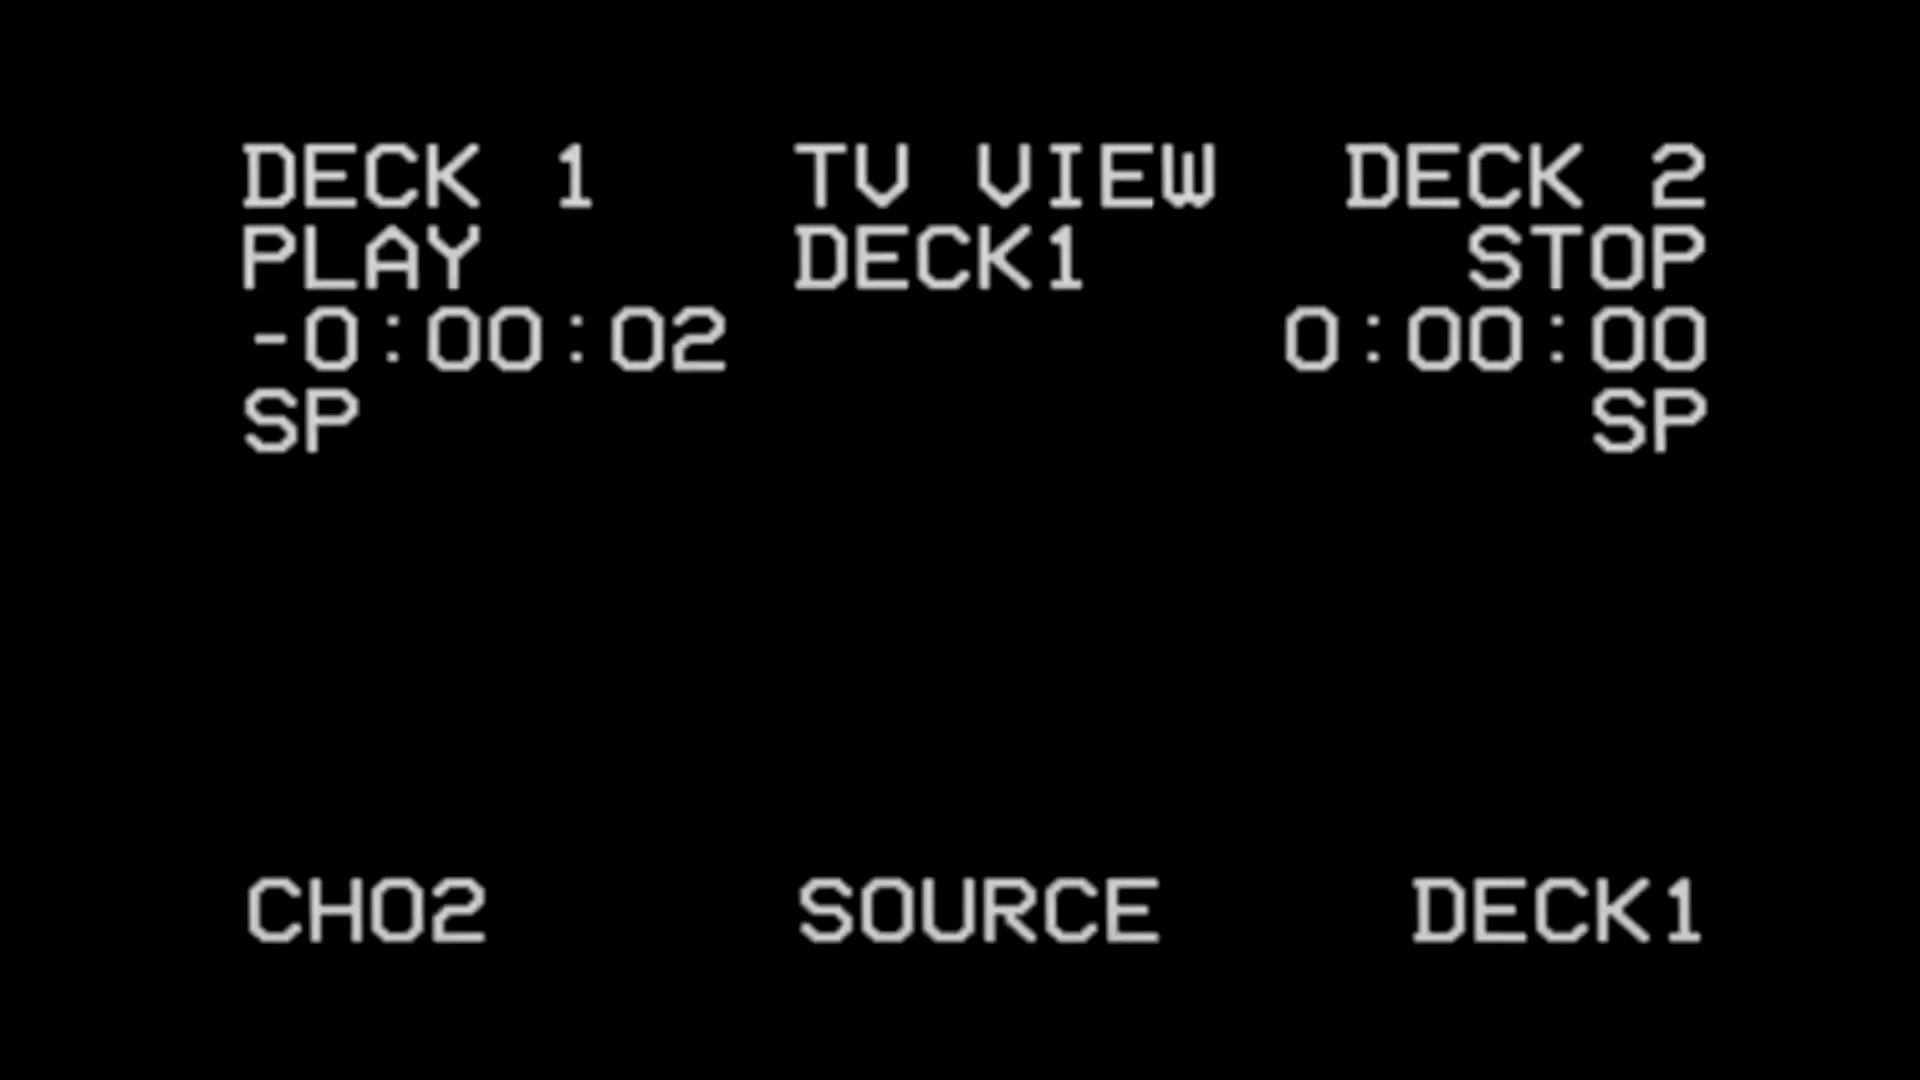 DECK 1 TV VIEW DECK 2
PLAY DECK1 STOP
-0:00:02 0:00:00
SP SP
CH02 SOURCE DECK1